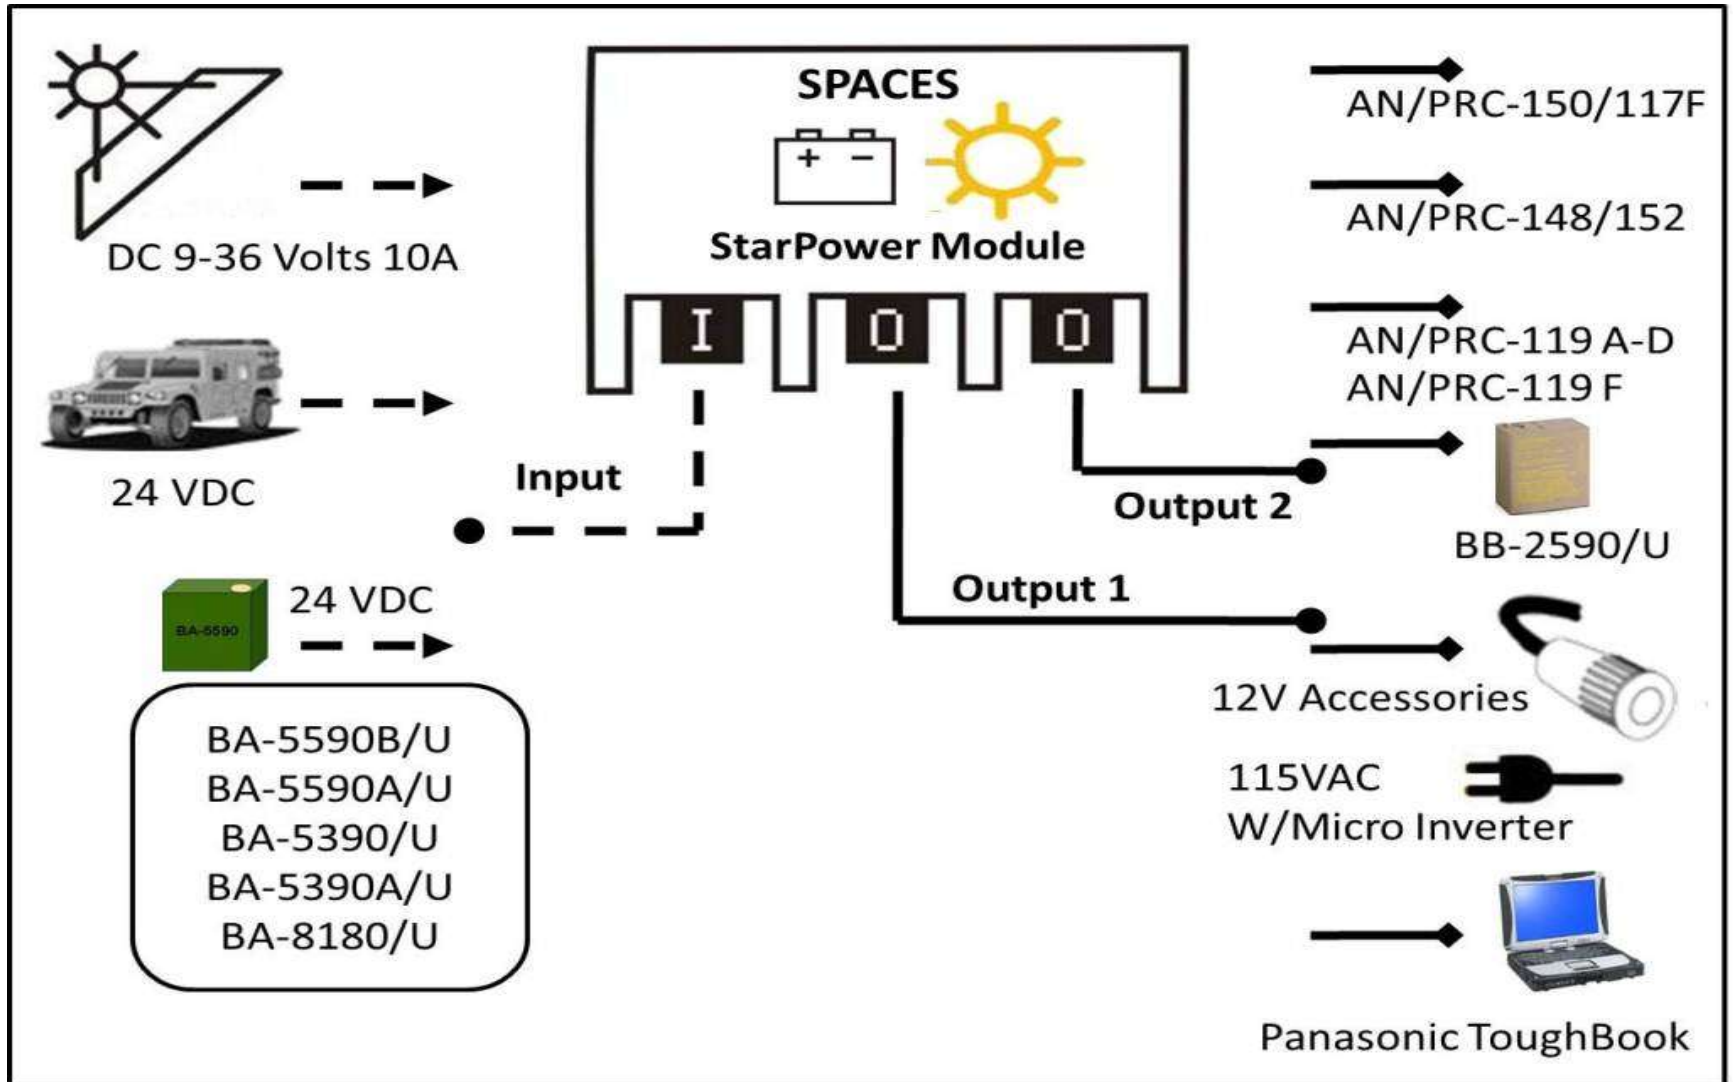 SPACES
+ −
StarPower Module
I O O
DC 9-36 Volts 10A
24 VDC
Input
24 VDC
BA-5590
BA-5590B/U
BA-5590A/U
BA-5390/U
BA-5390A/U
BA-8180/U
Output 2
Output 1
AN/PRC-150/117F
AN/PRC-148/152
AN/PRC-119 A-D
AN/PRC-119 F
BB-2590/U
12V Accessories
115VAC
W/Micro Inverter
Panasonic ToughBook